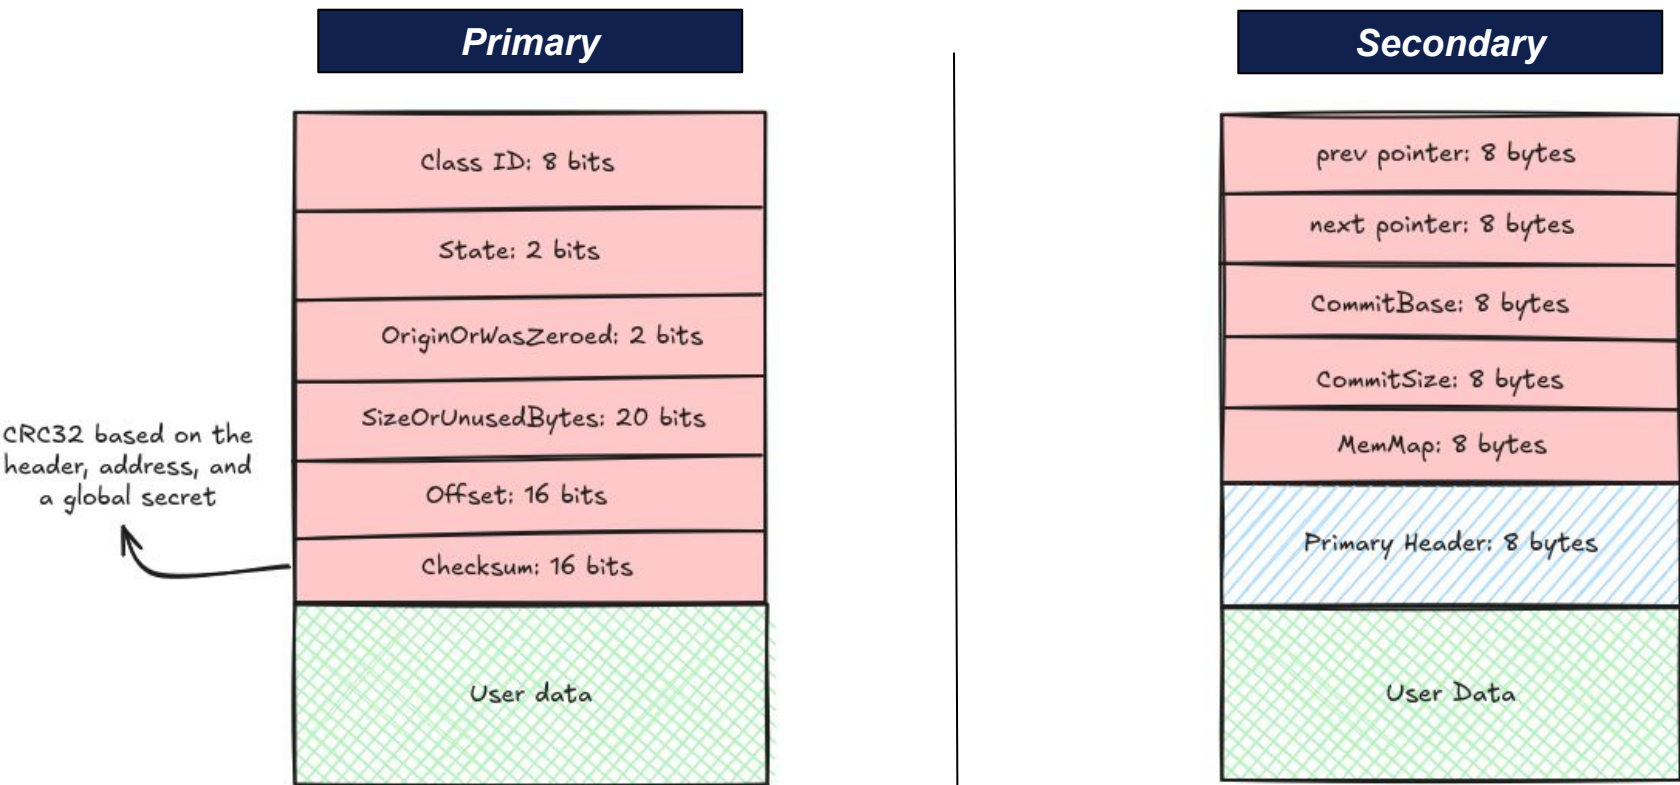 Primary
Class ID: 8 bits
State: 2 bits
OriginOrWasZeroed: 2 bits
SizeOrUnusedBytes: 20 bits
Offset: 16 bits
Checksum: 16 bits
User data
CRC32 based on the
header, address, and
a global secret
Secondary
prev pointer: 8 bytes
next pointer: 8 bytes
CommitBase: 8 bytes
CommitSize: 8 bytes
MemMap: 8 bytes
Primary Header: 8 bytes
User Data